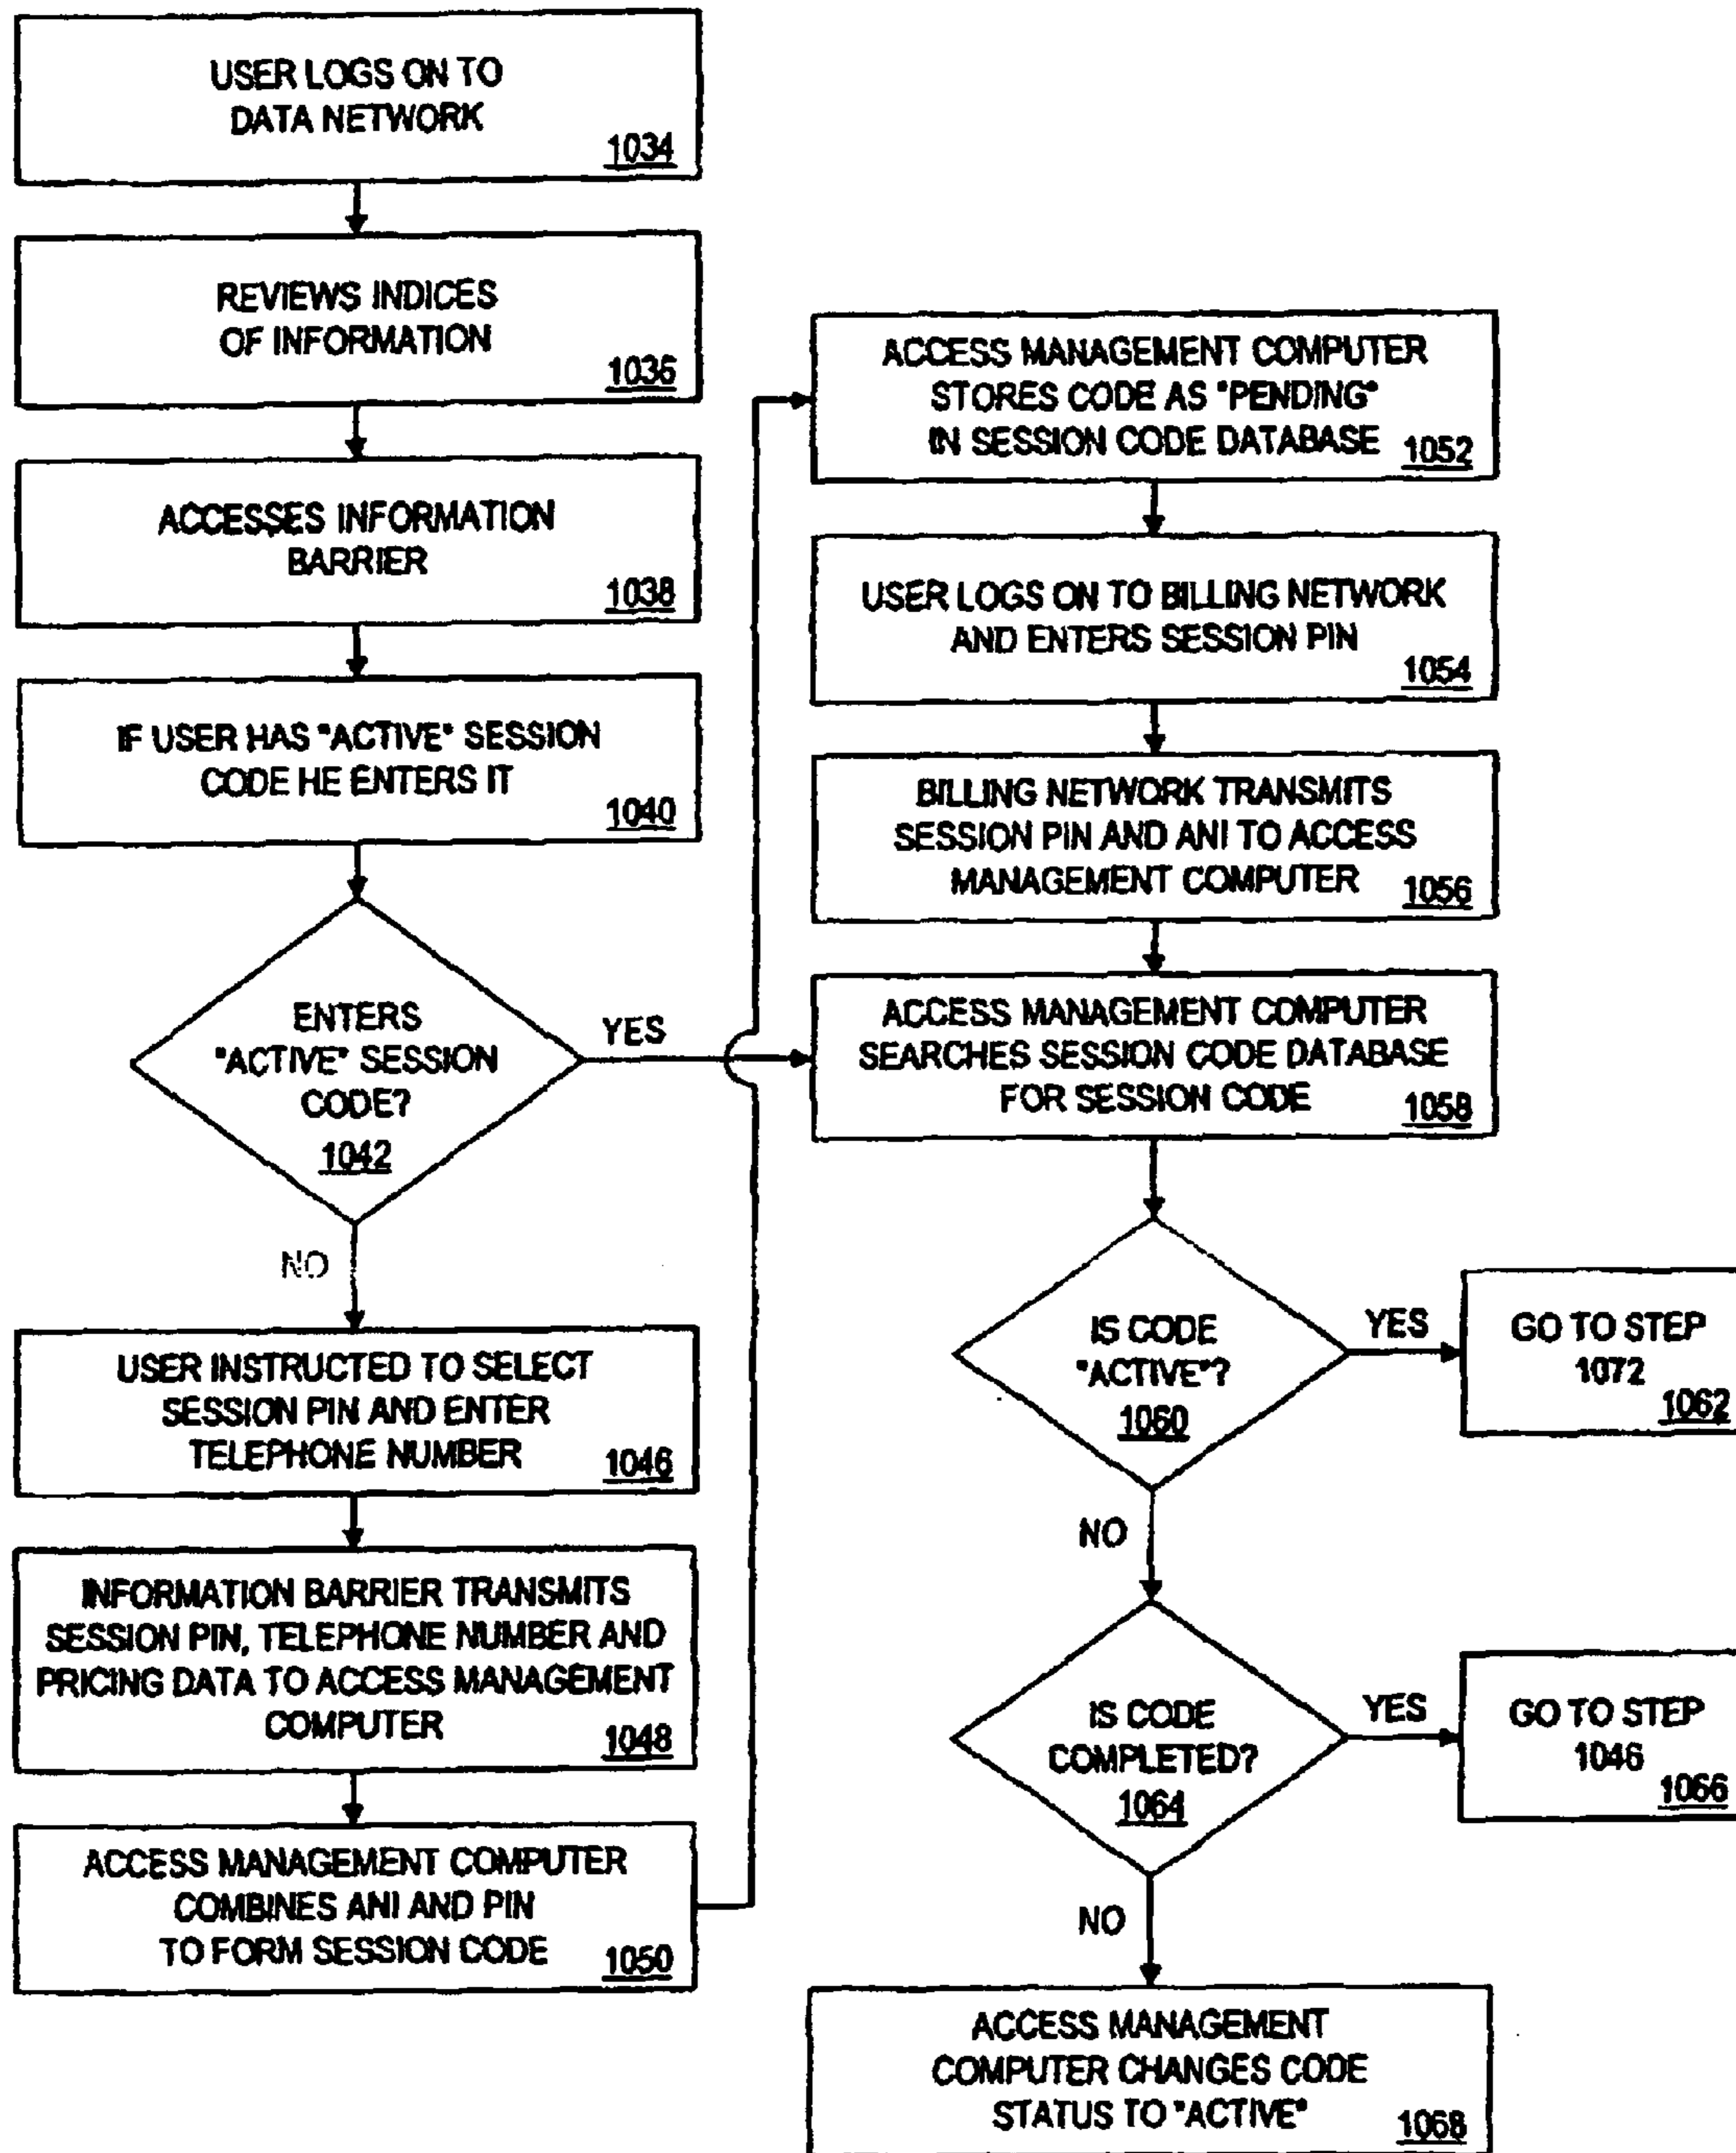 USER LOGS ON TO
DATA NETWORK
1034
REVIEWS INDICES
OF INFORMATION
1036
ACCESSES INFORMATION
BARRIER
1038
IF USER HAS "ACTIVE" SESSION
CODE HE ENTERS IT
1040
ENTERS
"ACTIVE" SESSION
CODE?
1042
YES
NO
USER INSTRUCTED TO SELECT
SESSION PIN AND ENTER
TELEPHONE NUMBER
1046
INFORMATION BARRIER TRANSMITS
SESSION PIN, TELEPHONE NUMBER AND
PRICING DATA TO ACCESS MANAGEMENT
COMPUTER
1048
ACCESS MANAGEMENT COMPUTER
COMBINES ANI AND PIN
TO FORM SESSION CODE
1050
ACCESS MANAGEMENT COMPUTER
STORES CODE AS "PENDING"
IN SESSION CODE DATABASE
1052
USER LOGS ON TO BILLING NETWORK
AND ENTERS SESSION PIN
1054
BILLING NETWORK TRANSMITS
SESSION PIN AND ANI TO ACCESS
MANAGEMENT COMPUTER
1056
ACCESS MANAGEMENT COMPUTER
SEARCHES SESSION CODE DATABASE
FOR SESSION CODE
1058
IS CODE
"ACTIVE"?
1060
YES
GO TO STEP
1072
1062
NO
IS CODE
COMPLETED?
1064
YES
GO TO STEP
1046
1066
NO
ACCESS MANAGEMENT
COMPUTER CHANGES CODE
STATUS TO "ACTIVE"
1068